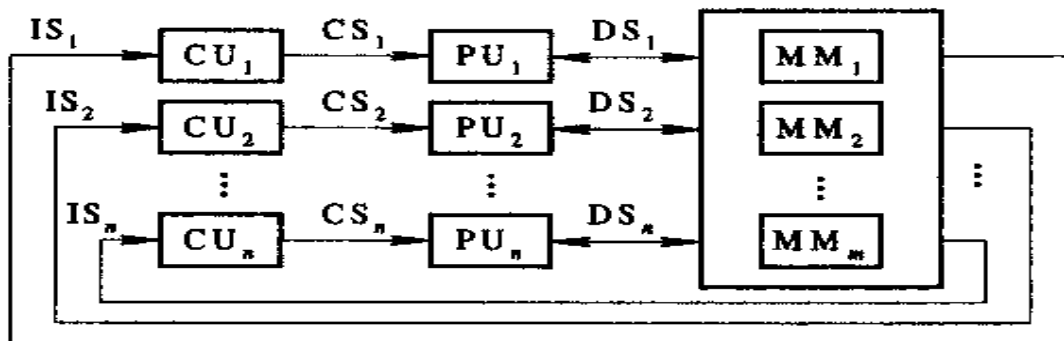 IS₁ CU₁ CS₁ PU₁ DS₁ MM₁
IS₂ CU₂ CS₂ PU₂ DS₂ MM₂
⋮ ⋮ ⋮ ⋮
ISₙ CUₙ CSₙ PUₙ DSₙ MMₘ